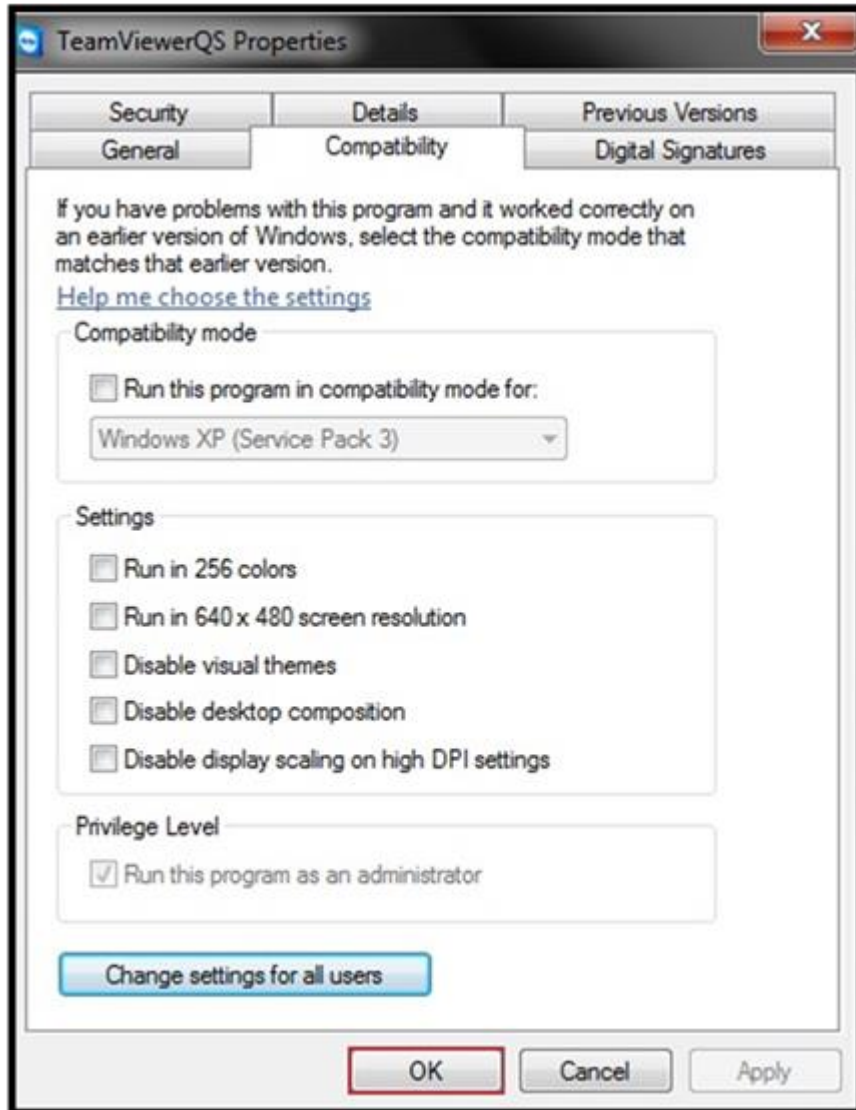 TeamViewerQS Properties
Security
Details
Previous Versions
General
Compatibility
Digital Signatures
If you have problems with this program and it worked correctly on
an earlier version of Windows, select the compatibility mode that
matches that earlier version.
Help me choose the settings
Compatibility mode
Run this program in compatibility mode for:
Windows XP (Service Pack 3)
Settings
Run in 256 colors
Run in 640 x 480 screen resolution
Disable visual themes
Disable desktop composition
Disable display scaling on high DPI settings
Privilege Level
Run this program as an administrator
Change settings for all users
OK
Cancel
Apply